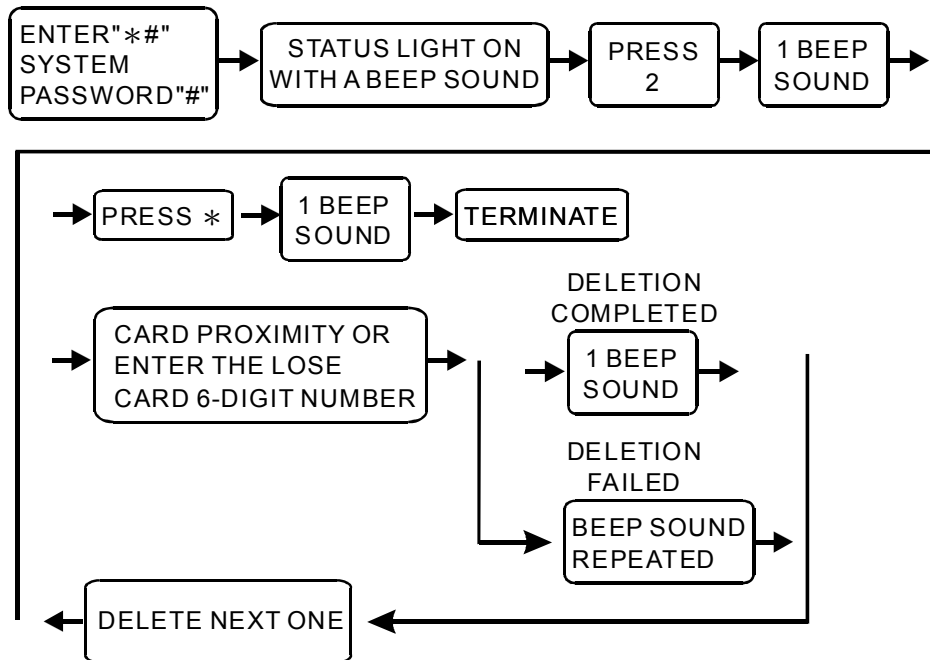 ENTER"*#"
SYSTEM
PASSWORD"#"
STATUS LIGHT ON
WITH A BEEP SOUND
PRESS
2
1 BEEP
SOUND
PRESS *
1 BEEP
SOUND
TERMINATE
CARD PROXIMITY OR
ENTER THE LOSE
CARD 6-DIGIT NUMBER
DELETION
COMPLETED
1 BEEP
SOUND
DELETION
FAILED
BEEP SOUND
REPEATED
DELETE NEXT ONE